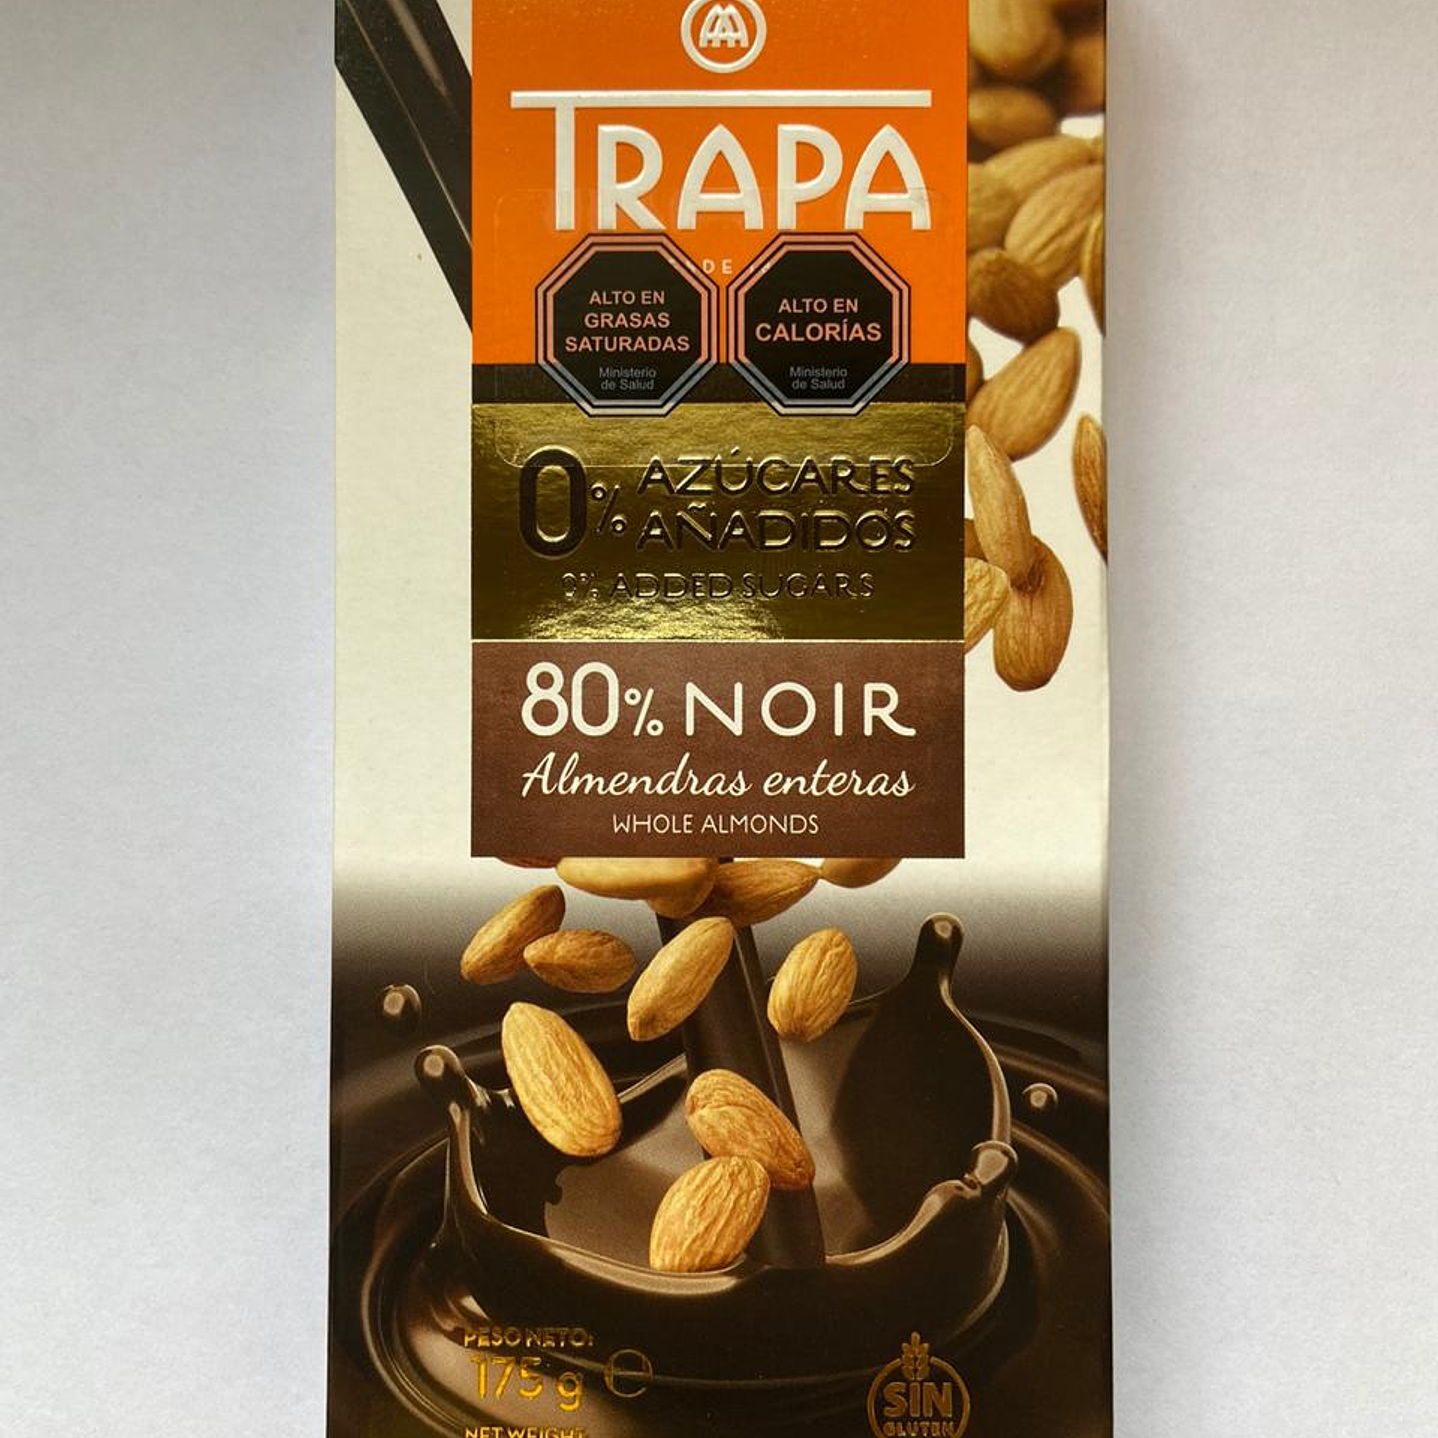 TRAPA
DE
ALTO EN
GRASAS
SATURADAS
Ministerio
de Salud
ALTO EN
CALORÍAS
Ministerio
de Salud
0% AZÚCARES
AÑADIDOS
0% ADDED SUGARS
80% NOIR
Almendras enteras
WHOLE ALMONDS
PESO NETO:
175 g ℮
NET WEIGHT:
SIN
GLUTEN